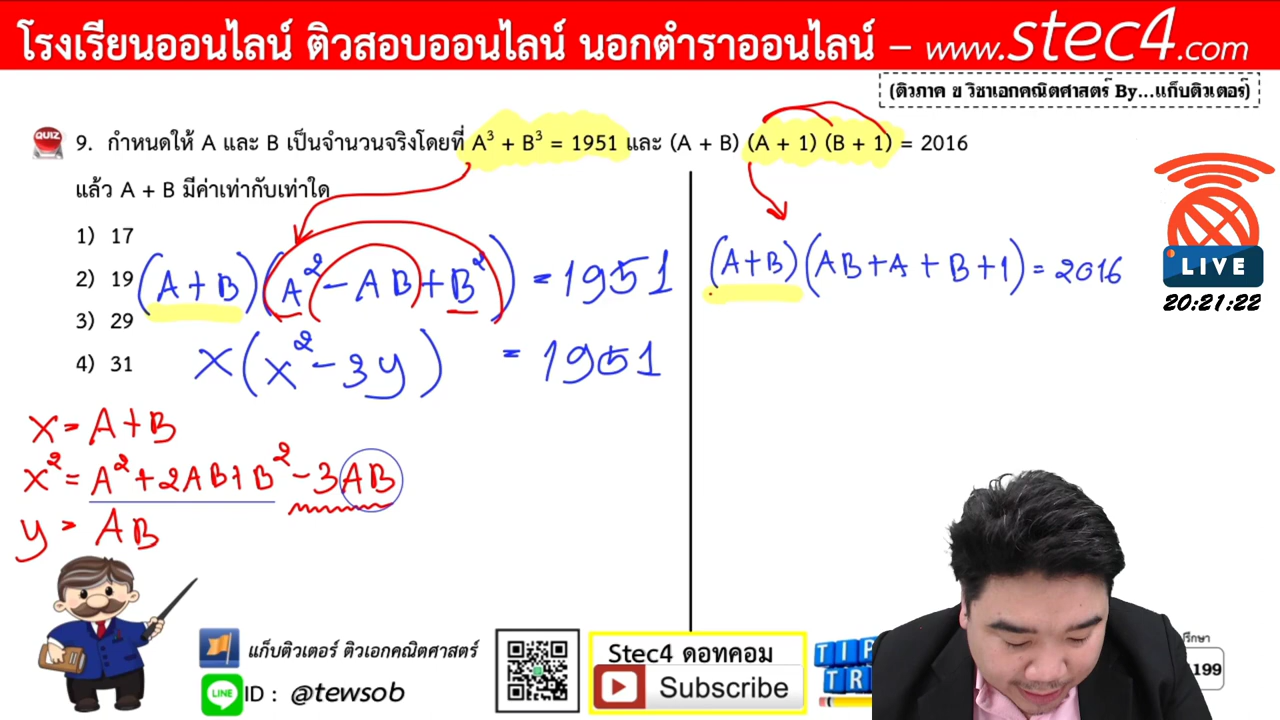 โรงเรียนออนไลน์ ติวสอบออนไลน์ นอกตำราออนไลน์ – www.stec4.com
(ติวภาค ข วิชาเอกคณิตศาสตร์ By...แก็บติวเตอร์)
QUIZ
9. กำหนดให้ A และ B เป็นจำนวนจริงโดยที่ A³ + B³ = 1951 และ (A + B) (A + 1) (B + 1) = 2016
แล้ว A + B มีค่าเท่ากับเท่าใด
1) 17
2) 19
3) 29
4) 31
(A+B)(A² - AB + B²) = 1951
x(x² - 3y) = 1951
x = A+B
x² = A² + 2AB + B² - 3AB
y = AB
(A+B)(AB + A + B + 1) = 2016
LIVE
20:21:22
แก็บติวเตอร์ ติวเอกคณิตศาสตร์
LINE
ID : @tewsob
Stec4 ดอทคอม
Subscribe
TIP
TR
รึกษา
199